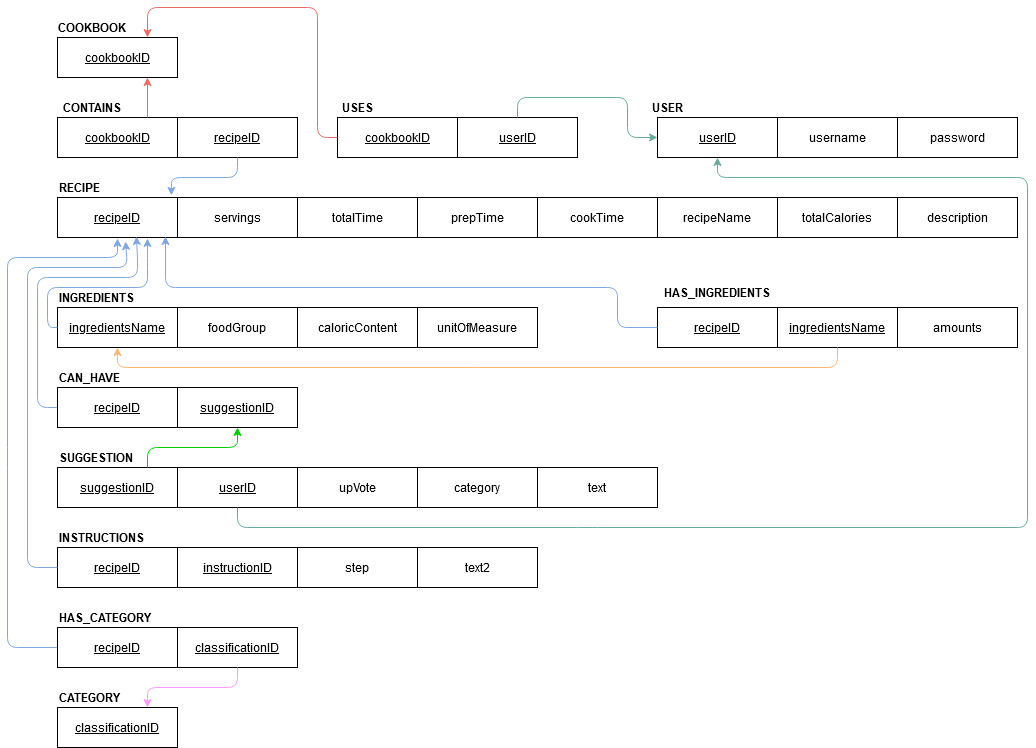 COOKBOOK
cookbookID
CONTAINS USES USER
cookbookID recipeID cookbookID userID userID username password
RECIPE
recipeID servings totalTime prepTime cookTime recipeName totalCalories description
INGREDIENTS HAS_INGREDIENTS
ingredientsName foodGroup caloricContent unitOfMeasure recipeID ingredientsName amounts
CAN_HAVE
recipeID suggestionID
SUGGESTION
suggestionID userID upVote category text
INSTRUCTIONS
recipeID instructionID step text2
HAS_CATEGORY
recipeID classificationID
CATEGORY
classificationID